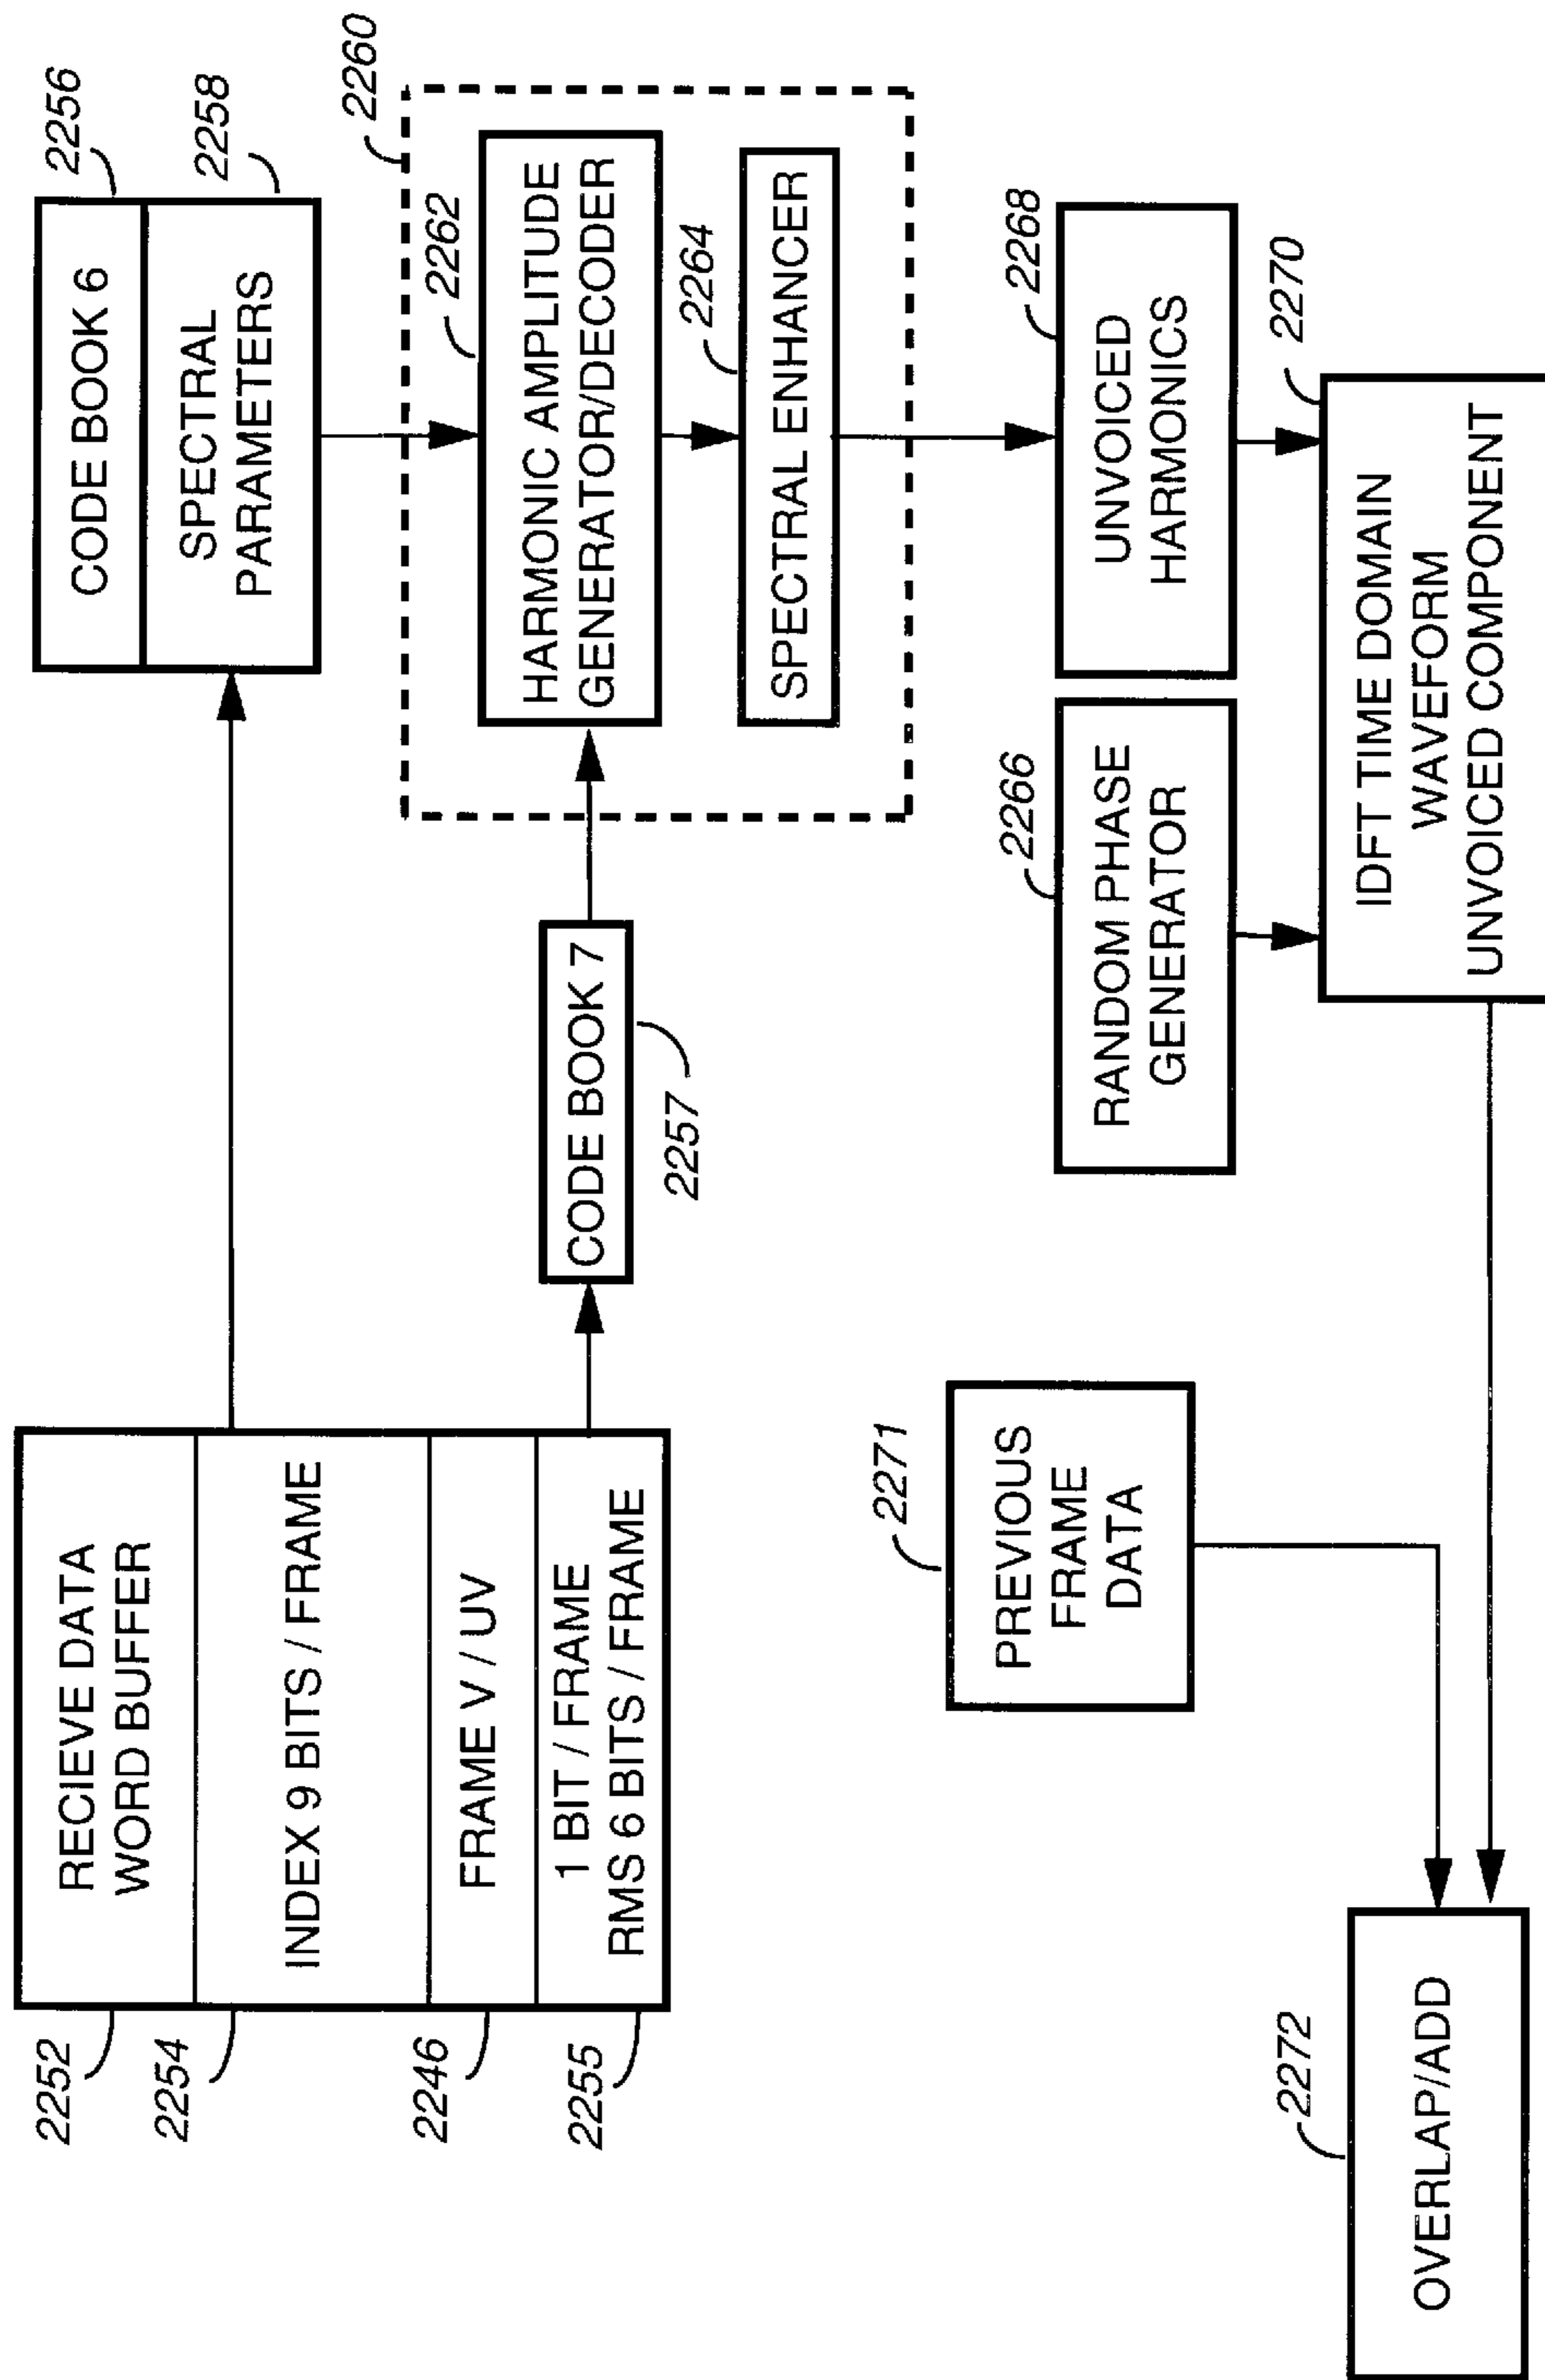 2252
RECIEVE DATA
WORD BUFFER
2254
INDEX 9 BITS / FRAME
2246
FRAME V / UV
2255
1 BIT / FRAME
RMS 6 BITS / FRAME
CODE BOOK 6
2256
SPECTRAL
PARAMETERS
2258
2260
CODE BOOK 7
2257
2262
HARMONIC AMPLITUDE
GENERATOR/DECODER
2264
SPECTRAL ENHANCER
2266
RANDOM PHASE
GENERATOR
2268
UNVOICED
HARMONICS
2270
IDFT TIME DOMAIN
WAVEFORM
UNVOICED COMPONENT
2271
PREVIOUS
FRAME
DATA
2272
OVERLAP/ADD